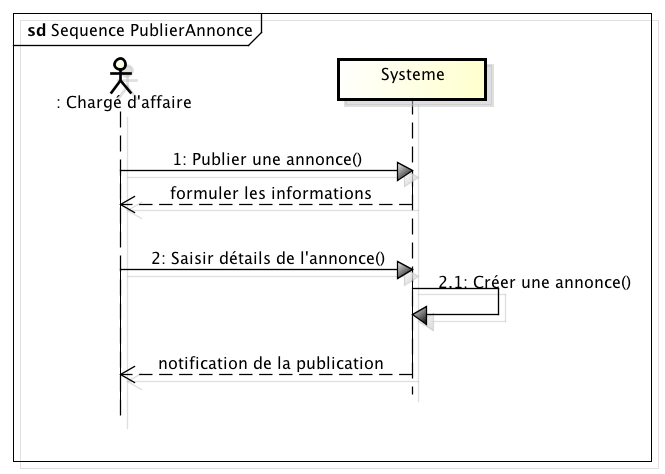 sd Sequence PublierAnnonce
: Chargé d'affaire
Systeme
1: Publier une annonce()
formuler les informations
2: Saisir détails de l'annonce()
2.1: Créer une annonce()
notification de la publication